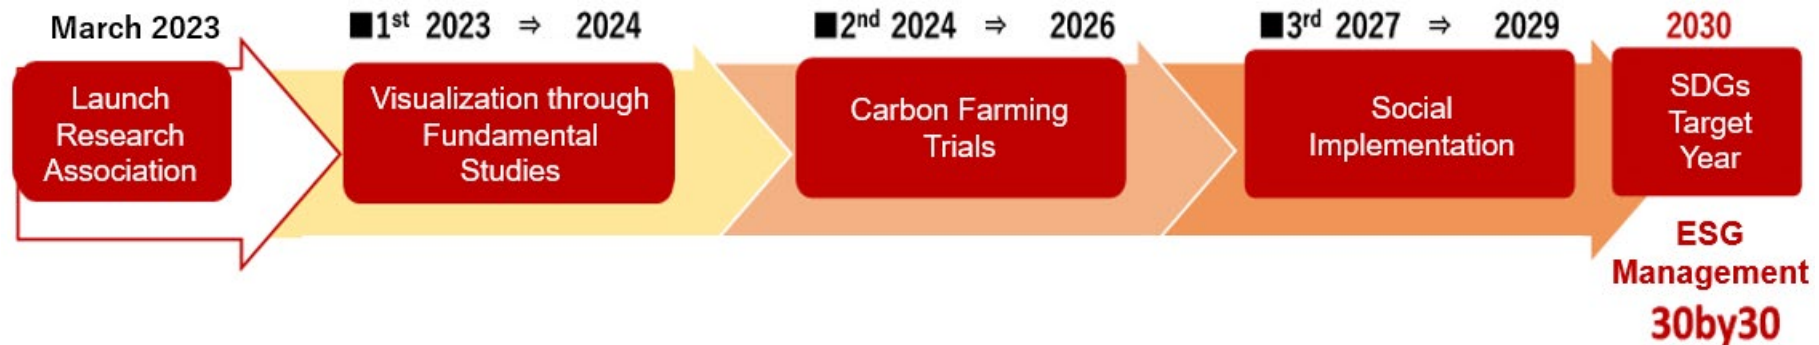 March 2023
Launch
Research
Association
■1st 2023 ⇒ 2024
Visualization through
Fundamental
Studies
■2nd 2024 ⇒ 2026
Carbon Farming
Trials
■3rd 2027 ⇒ 2029
Social
Implementation
2030
SDGs
Target
Year
ESG
Management
30by30